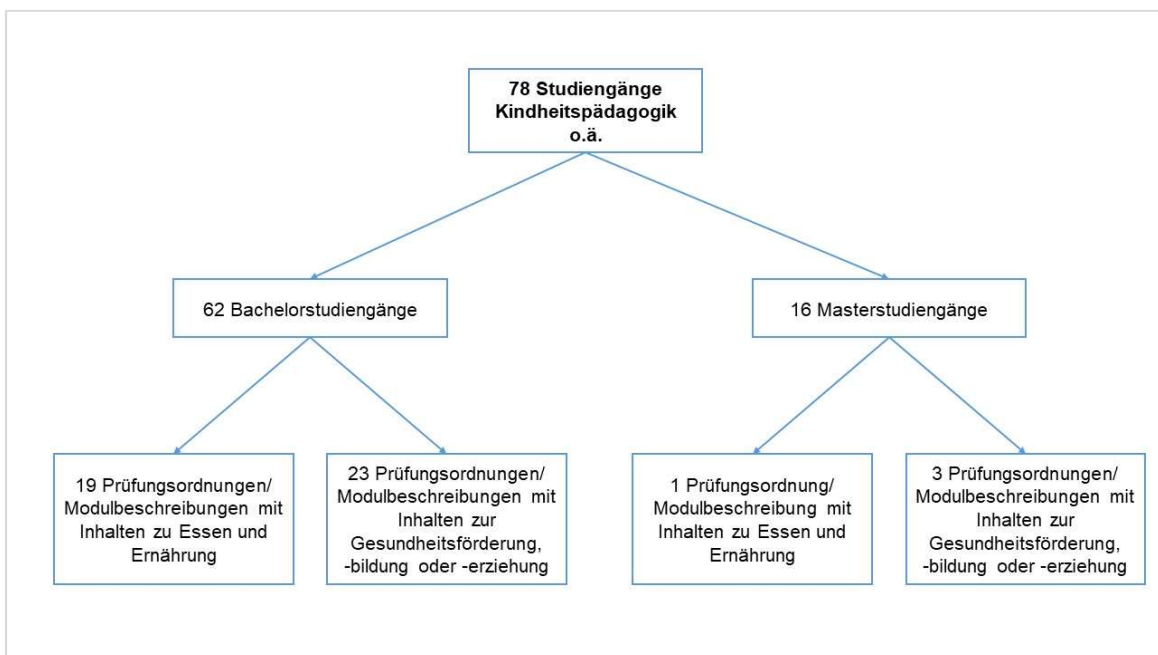 78 Studiengänge
Kindheitspädagogik
o.ä.
62 Bachelorstudiengänge
16 Masterstudiengänge
19 Prüfungsordnungen/
Modulbeschreibungen mit
Inhalten zu Essen und
Ernährung
23 Prüfungsordnungen/
Modulbeschreibungen mit
Inhalten zur
Gesundheitsförderung,
-bildung oder -erziehung
1 Prüfungsordnung/
Modulbeschreibung mit
Inhalten zu Essen und
Ernährung
3 Prüfungsordnungen/
Modulbeschreibungen mit
Inhalten zur
Gesundheitsförderung,
-bildung oder -erziehung